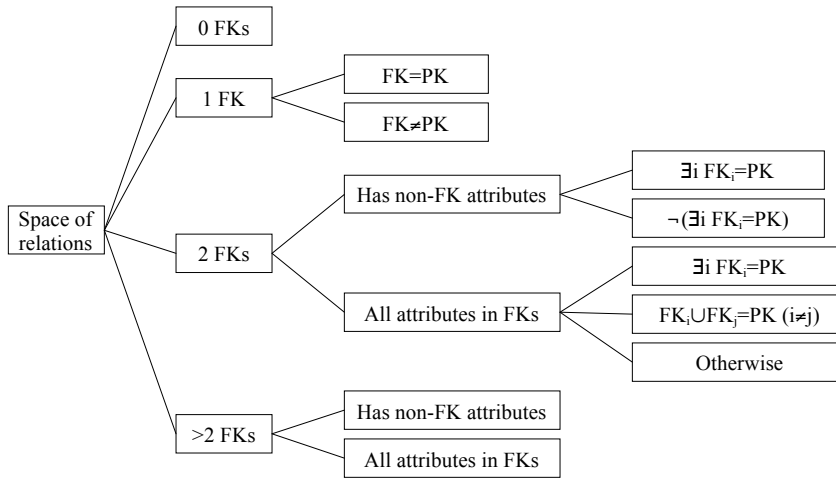 0 FKs
1 FK
FK=PK
FK≠PK
Space of
relations
2 FKs
Has non-FK attributes
∃i FKᵢ=PK
¬(∃i FKᵢ=PK)
All attributes in FKs
∃i FKᵢ=PK
FKᵢ∪FKⱼ=PK (i≠j)
Otherwise
>2 FKs
Has non-FK attributes
All attributes in FKs